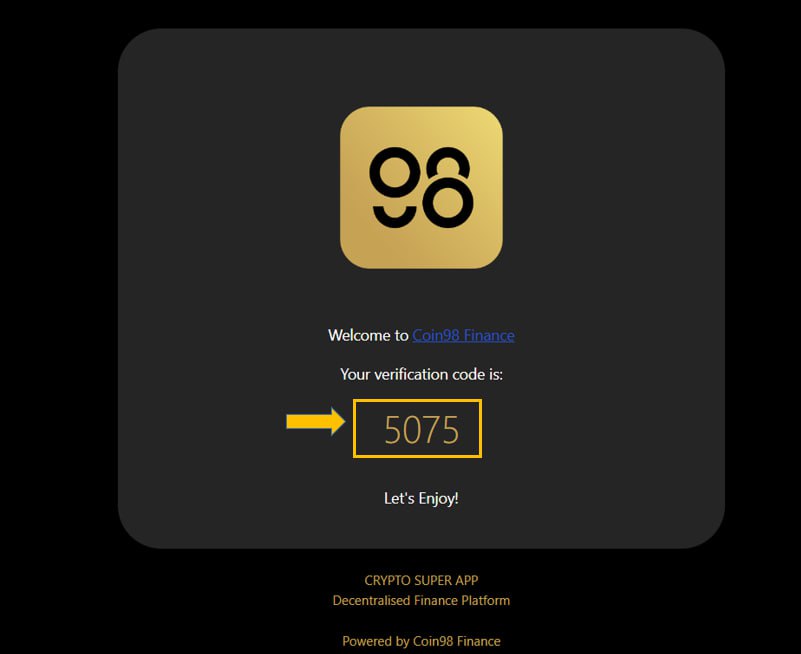 98
Welcome to Coin98 Finance
Your verification code is:
5075
Let's Enjoy!
CRYPTO SUPER APP
Decentralised Finance Platform
Powered by Coin98 Finance